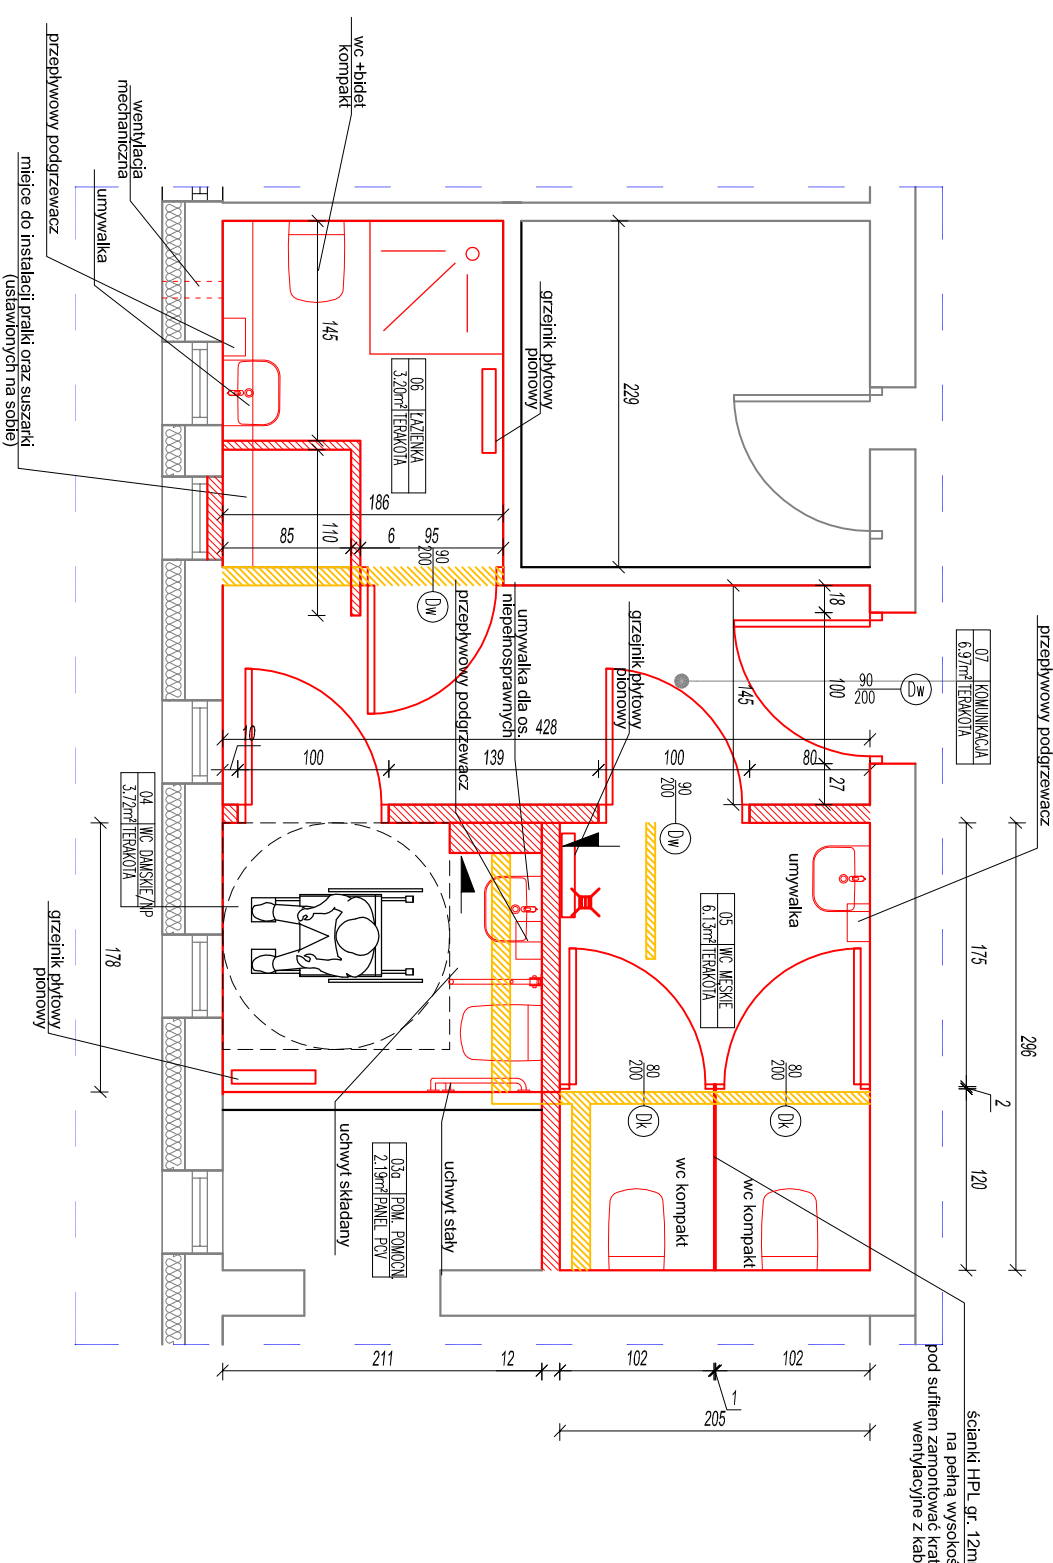 przepływowy podgrzewacz
07 KOMUNIKACJA
6.97m² TERAKOTA
90
200
Dw
ścianki HPL gr. 12m
na pełną wysokoś
pod sufitem zamontować krat
wentylacyjne z kab
296
2
175
120
18
100
27
145
umywalka
wc kompakt
wc kompakt
80
200
Dk
80
200
Dk
05 WC MĘSKIE
6.13m² TERAKOTA
90
200
Dw
229
grzejnik płytowy
pionowy
grzejnik płytowy
pionowy
umywalka dla os.
niepełnosprawnych
przepływowy podgrzewacz
428
10
100
139
100
80
90
200
Dw
06 ŁAZIENKA
3.20m² TERAKOTA
145
110
186
85
6
95
wc +bidet
kompakt
wentylacja
mechaniczna
przepływowy podgrzewacz
umywalka
miejce do instalacji pralki oraz suszarki
(ustawionych na sobie)
04 WC DAMSKIE/NP
3.72m² TERAKOTA
178
grzejnik płytowy
pionowy
uchwyt składany
uchwyt stały
03a POM. POMOCN.
2.19m² PANEL PCV
211
12
102
1
102
205